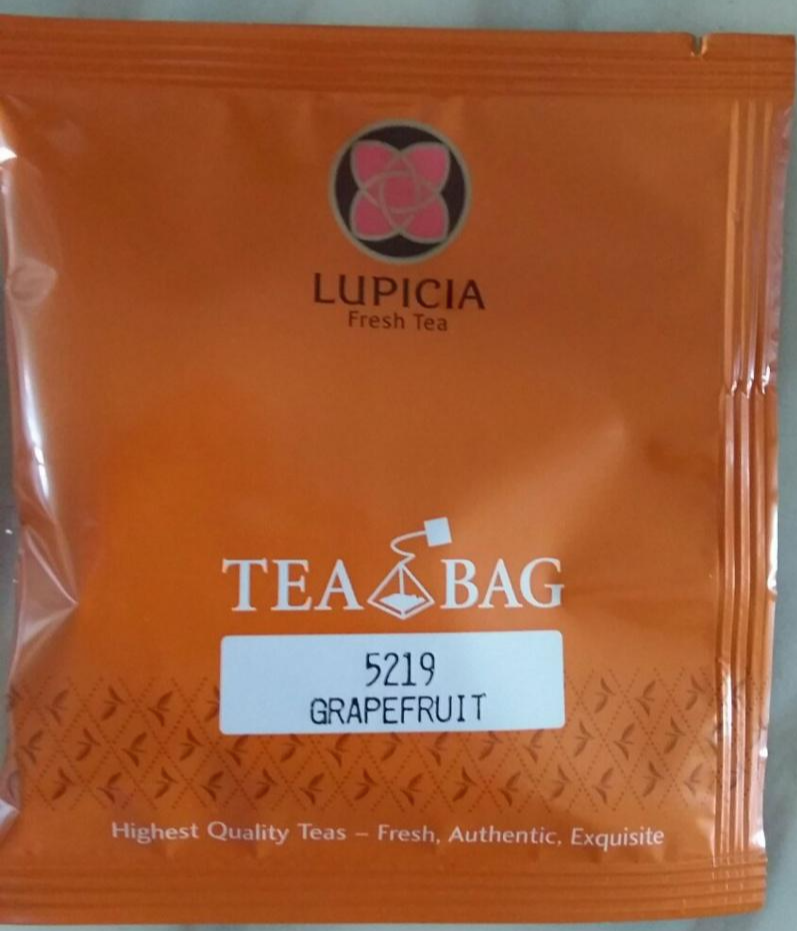 LUPICIA
Fresh Tea
TEA BAG
5219
GRAPEFRUIT
Highest Quality Teas – Fresh, Authentic, Exquisite